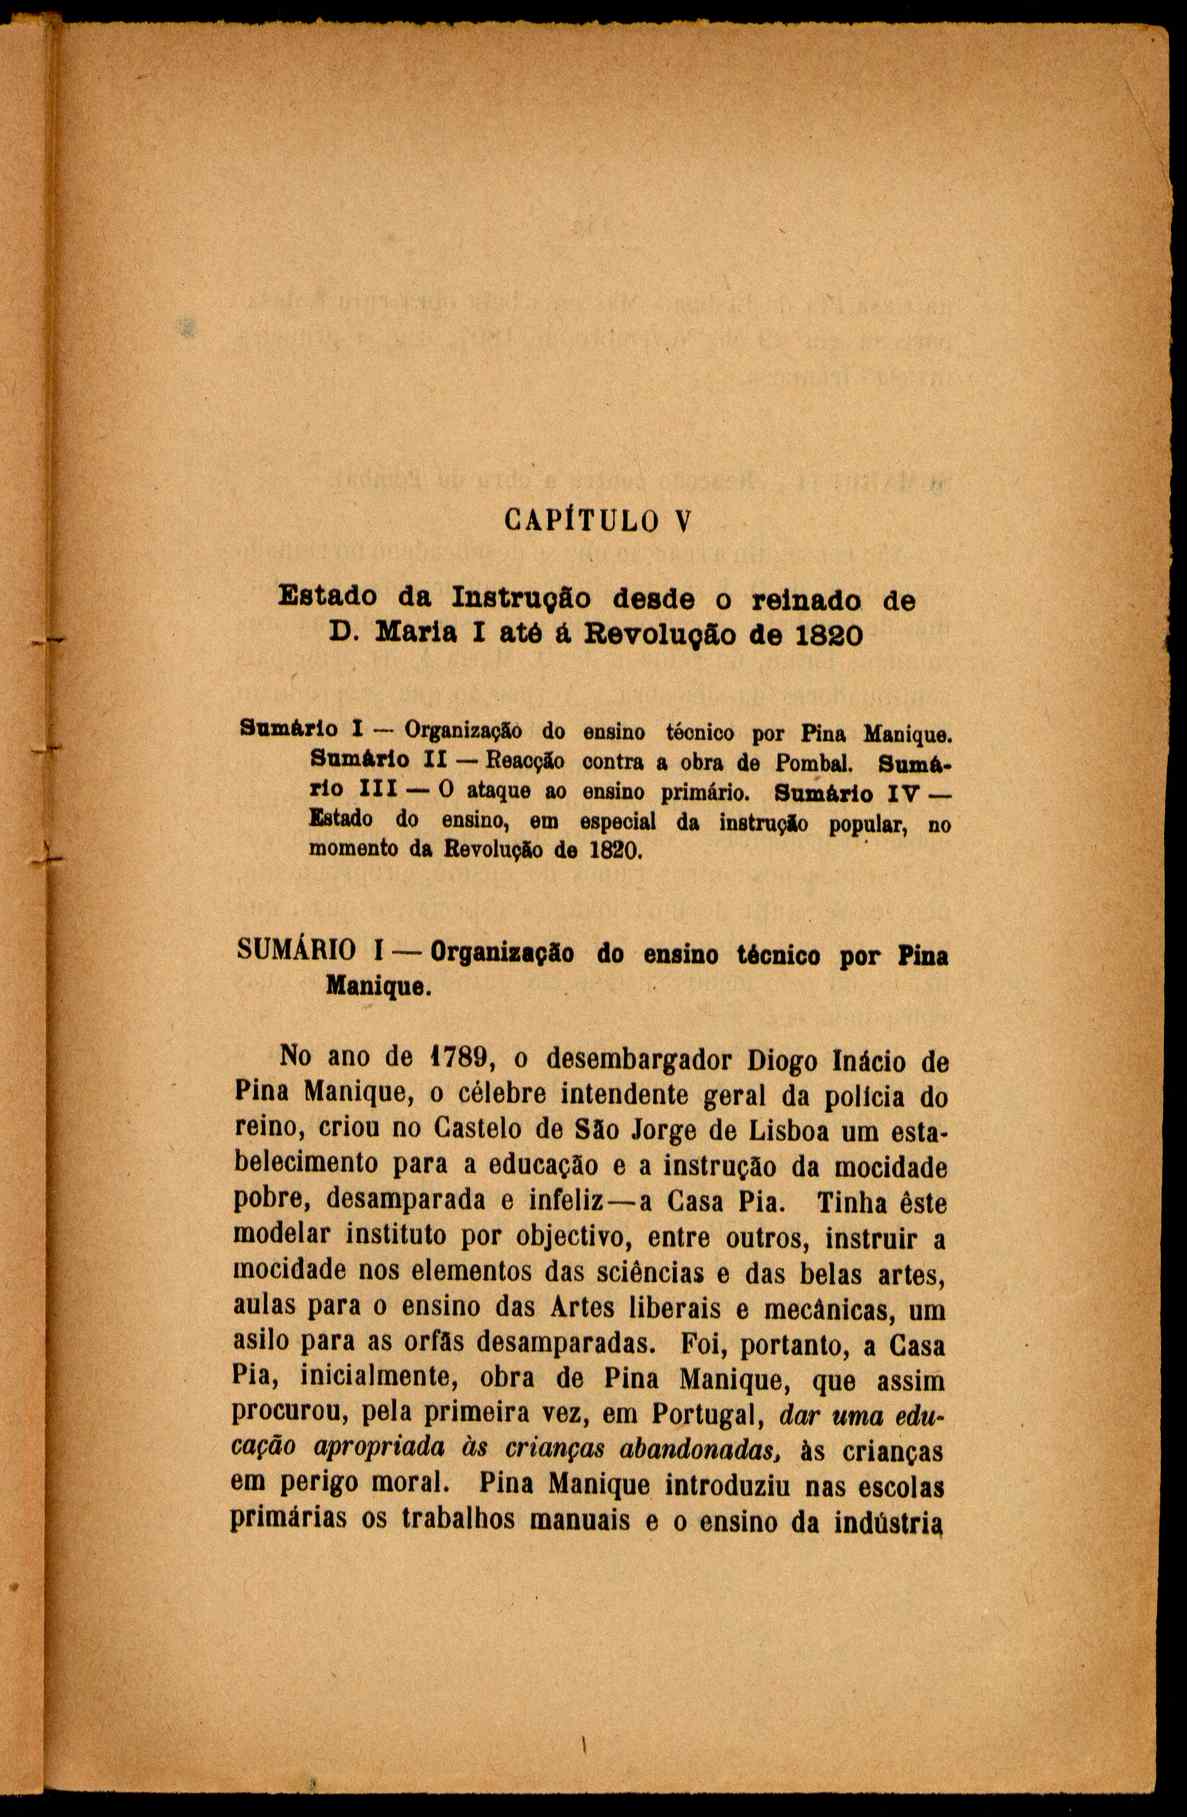 CAPÍTULO V
Estado da Instrução desde o reinado de
D. Maria I até á Revolução de 1820
Sumário I — Organização do ensino técnico por Pina Manique.
Sumário II — Reacção contra a obra de Pombal. Sumá-
rio III — O ataque ao ensino primário. Sumário IV —
Estado do ensino, em especial da instrução popular, no
momento da Revolução de 1820.
SUMÁRIO I — Organização do ensino técnico por Pina
Manique.
No ano de 1789, o desembargador Diogo Inácio de
Pina Manique, o célebre intendente geral da polícia do
reino, criou no Castelo de São Jorge de Lisboa um esta-
belecimento para a educação e a instrução da mocidade
pobre, desamparada e infeliz—a Casa Pia. Tinha êste
modelar instituto por objectivo, entre outros, instruir a
mocidade nos elementos das sciências e das belas artes,
aulas para o ensino das Artes liberais e mecânicas, um
asilo para as orfãs desamparadas. Foi, portanto, a Casa
Pia, inicialmente, obra de Pina Manique, que assim
procurou, pela primeira vez, em Portugal, dar uma edu-
cação apropriada às crianças abandonadas, às crianças
em perigo moral. Pina Manique introduziu nas escolas
primárias os trabalhos manuais e o ensino da indústria